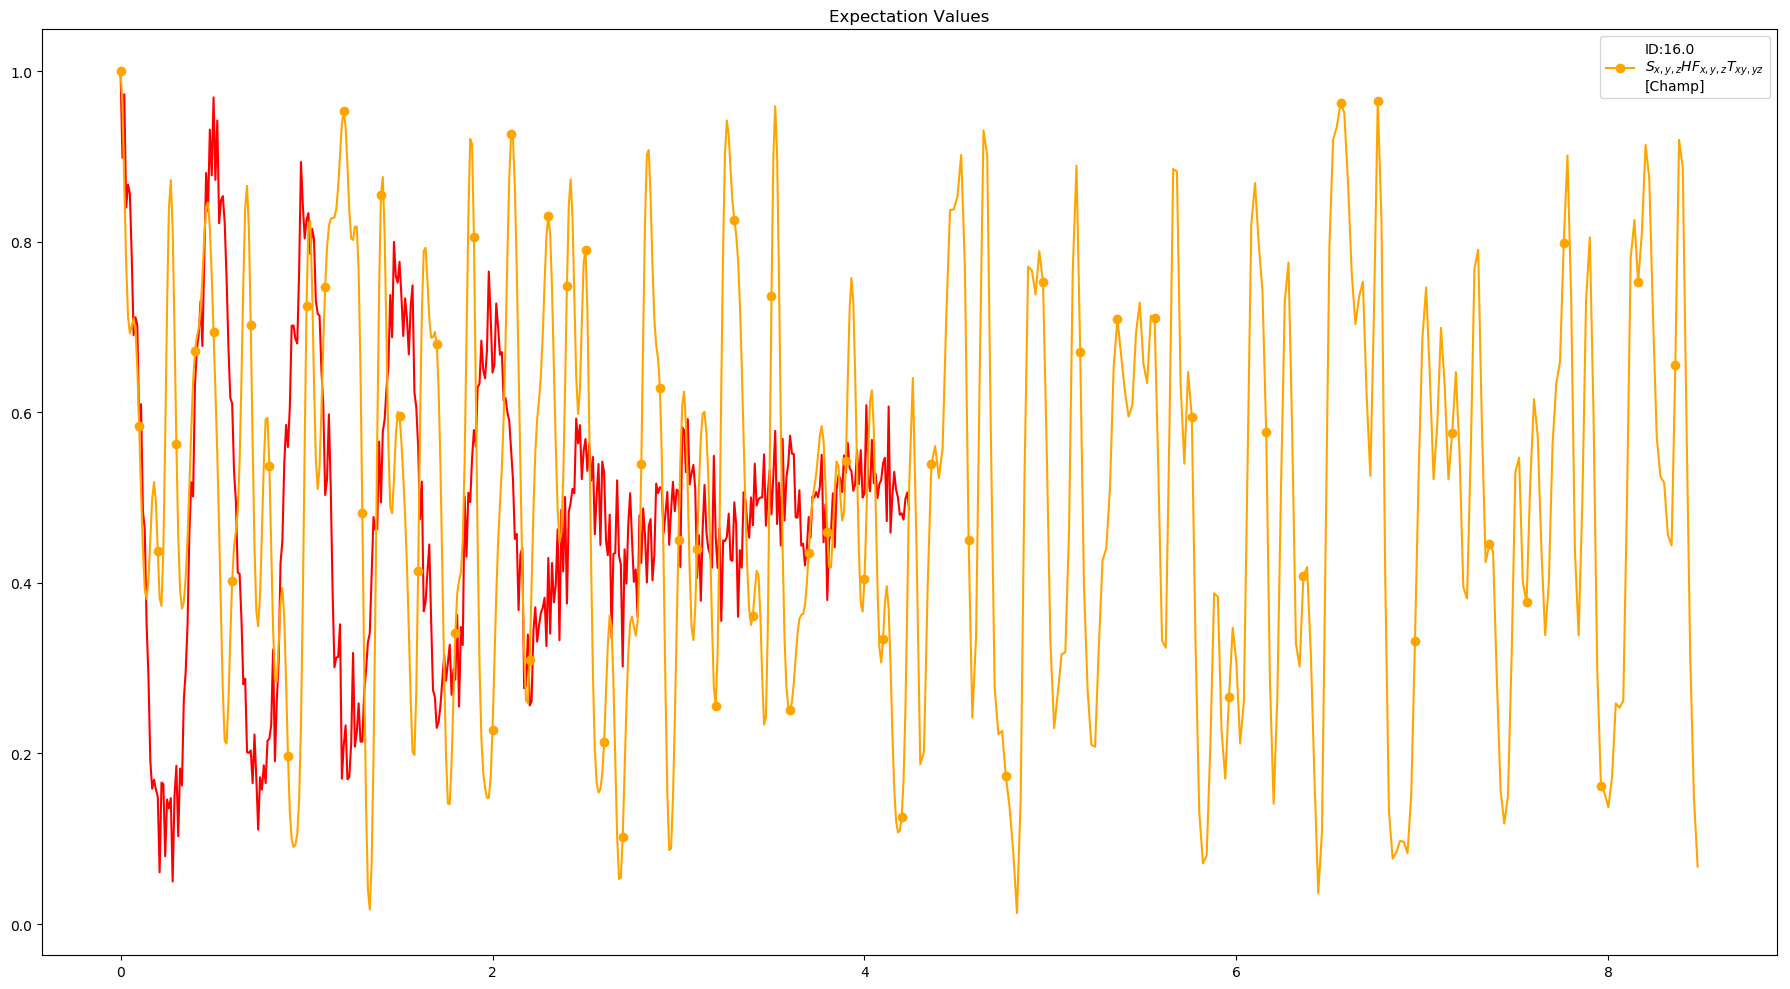 Expectation Values
ID:16.0
$S_{x,y,z}HF_{x,y,z}T_{xy,yz}$
[Champ]
1.0
0.8
0.6
0.4
0.2
0.0
0 2 4 6 8